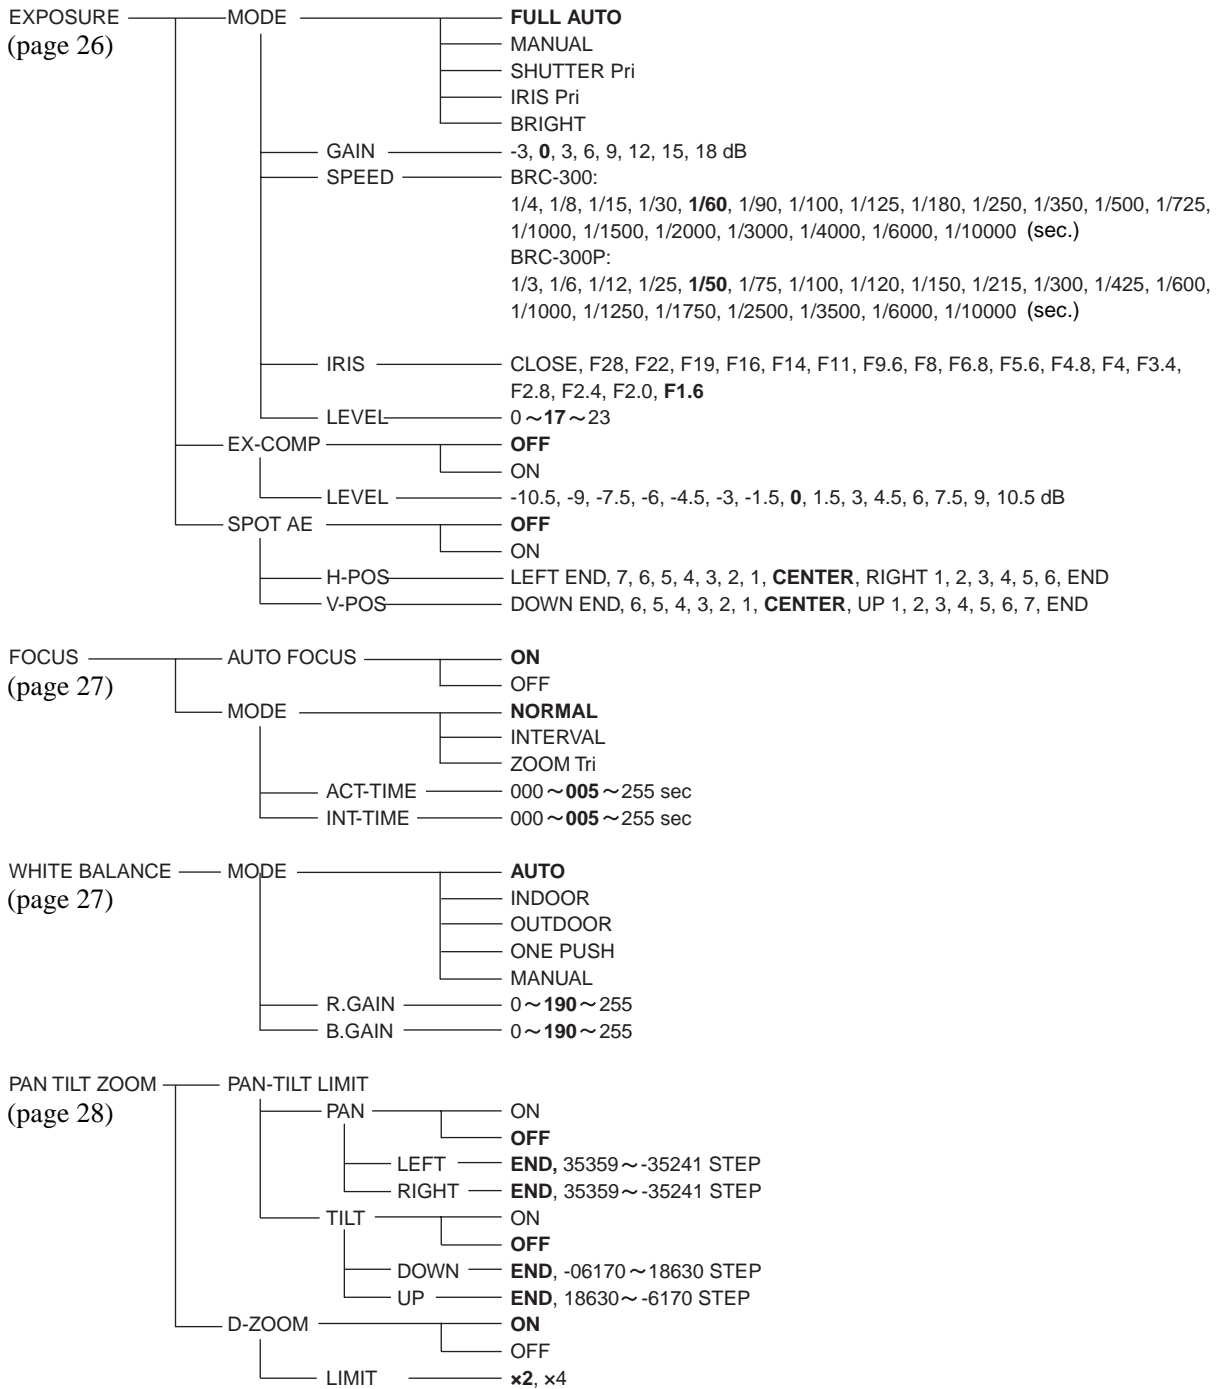 EXPOSURE MODE FULL AUTO
(page 26) MANUAL
SHUTTER Pri
IRIS Pri
BRIGHT
GAIN -3, 0, 3, 6, 9, 12, 15, 18 dB
SPEED BRC-300:
1/4, 1/8, 1/15, 1/30, 1/60, 1/90, 1/100, 1/125, 1/180, 1/250, 1/350, 1/500, 1/725,
1/1000, 1/1500, 1/2000, 1/3000, 1/4000, 1/6000, 1/10000 (sec.)
BRC-300P:
1/3, 1/6, 1/12, 1/25, 1/50, 1/75, 1/100, 1/120, 1/150, 1/215, 1/300, 1/425, 1/600,
1/1000, 1/1250, 1/1750, 1/2500, 1/3500, 1/6000, 1/10000 (sec.)
IRIS CLOSE, F28, F22, F19, F16, F14, F11, F9.6, F8, F6.8, F5.6, F4.8, F4, F3.4,
F2.8, F2.4, F2.0, F1.6
LEVEL 0～17～23
EX-COMP OFF
ON
LEVEL -10.5, -9, -7.5, -6, -4.5, -3, -1.5, 0, 1.5, 3, 4.5, 6, 7.5, 9, 10.5 dB
SPOT AE OFF
ON
H-POS LEFT END, 7, 6, 5, 4, 3, 2, 1, CENTER, RIGHT 1, 2, 3, 4, 5, 6, END
V-POS DOWN END, 6, 5, 4, 3, 2, 1, CENTER, UP 1, 2, 3, 4, 5, 6, 7, END
FOCUS AUTO FOCUS ON
(page 27) OFF
MODE NORMAL
INTERVAL
ZOOM Tri
ACT-TIME 000～005～255 sec
INT-TIME 000～005～255 sec
WHITE BALANCE MODE AUTO
(page 27) INDOOR
OUTDOOR
ONE PUSH
MANUAL
R.GAIN 0～190～255
B.GAIN 0～190～255
PAN TILT ZOOM PAN-TILT LIMIT
(page 28) PAN ON
OFF
LEFT END, 35359～-35241 STEP
RIGHT END, 35359～-35241 STEP
TILT ON
OFF
DOWN END, -06170～18630 STEP
UP END, 18630～-6170 STEP
D-ZOOM ON
OFF
LIMIT ×2, ×4